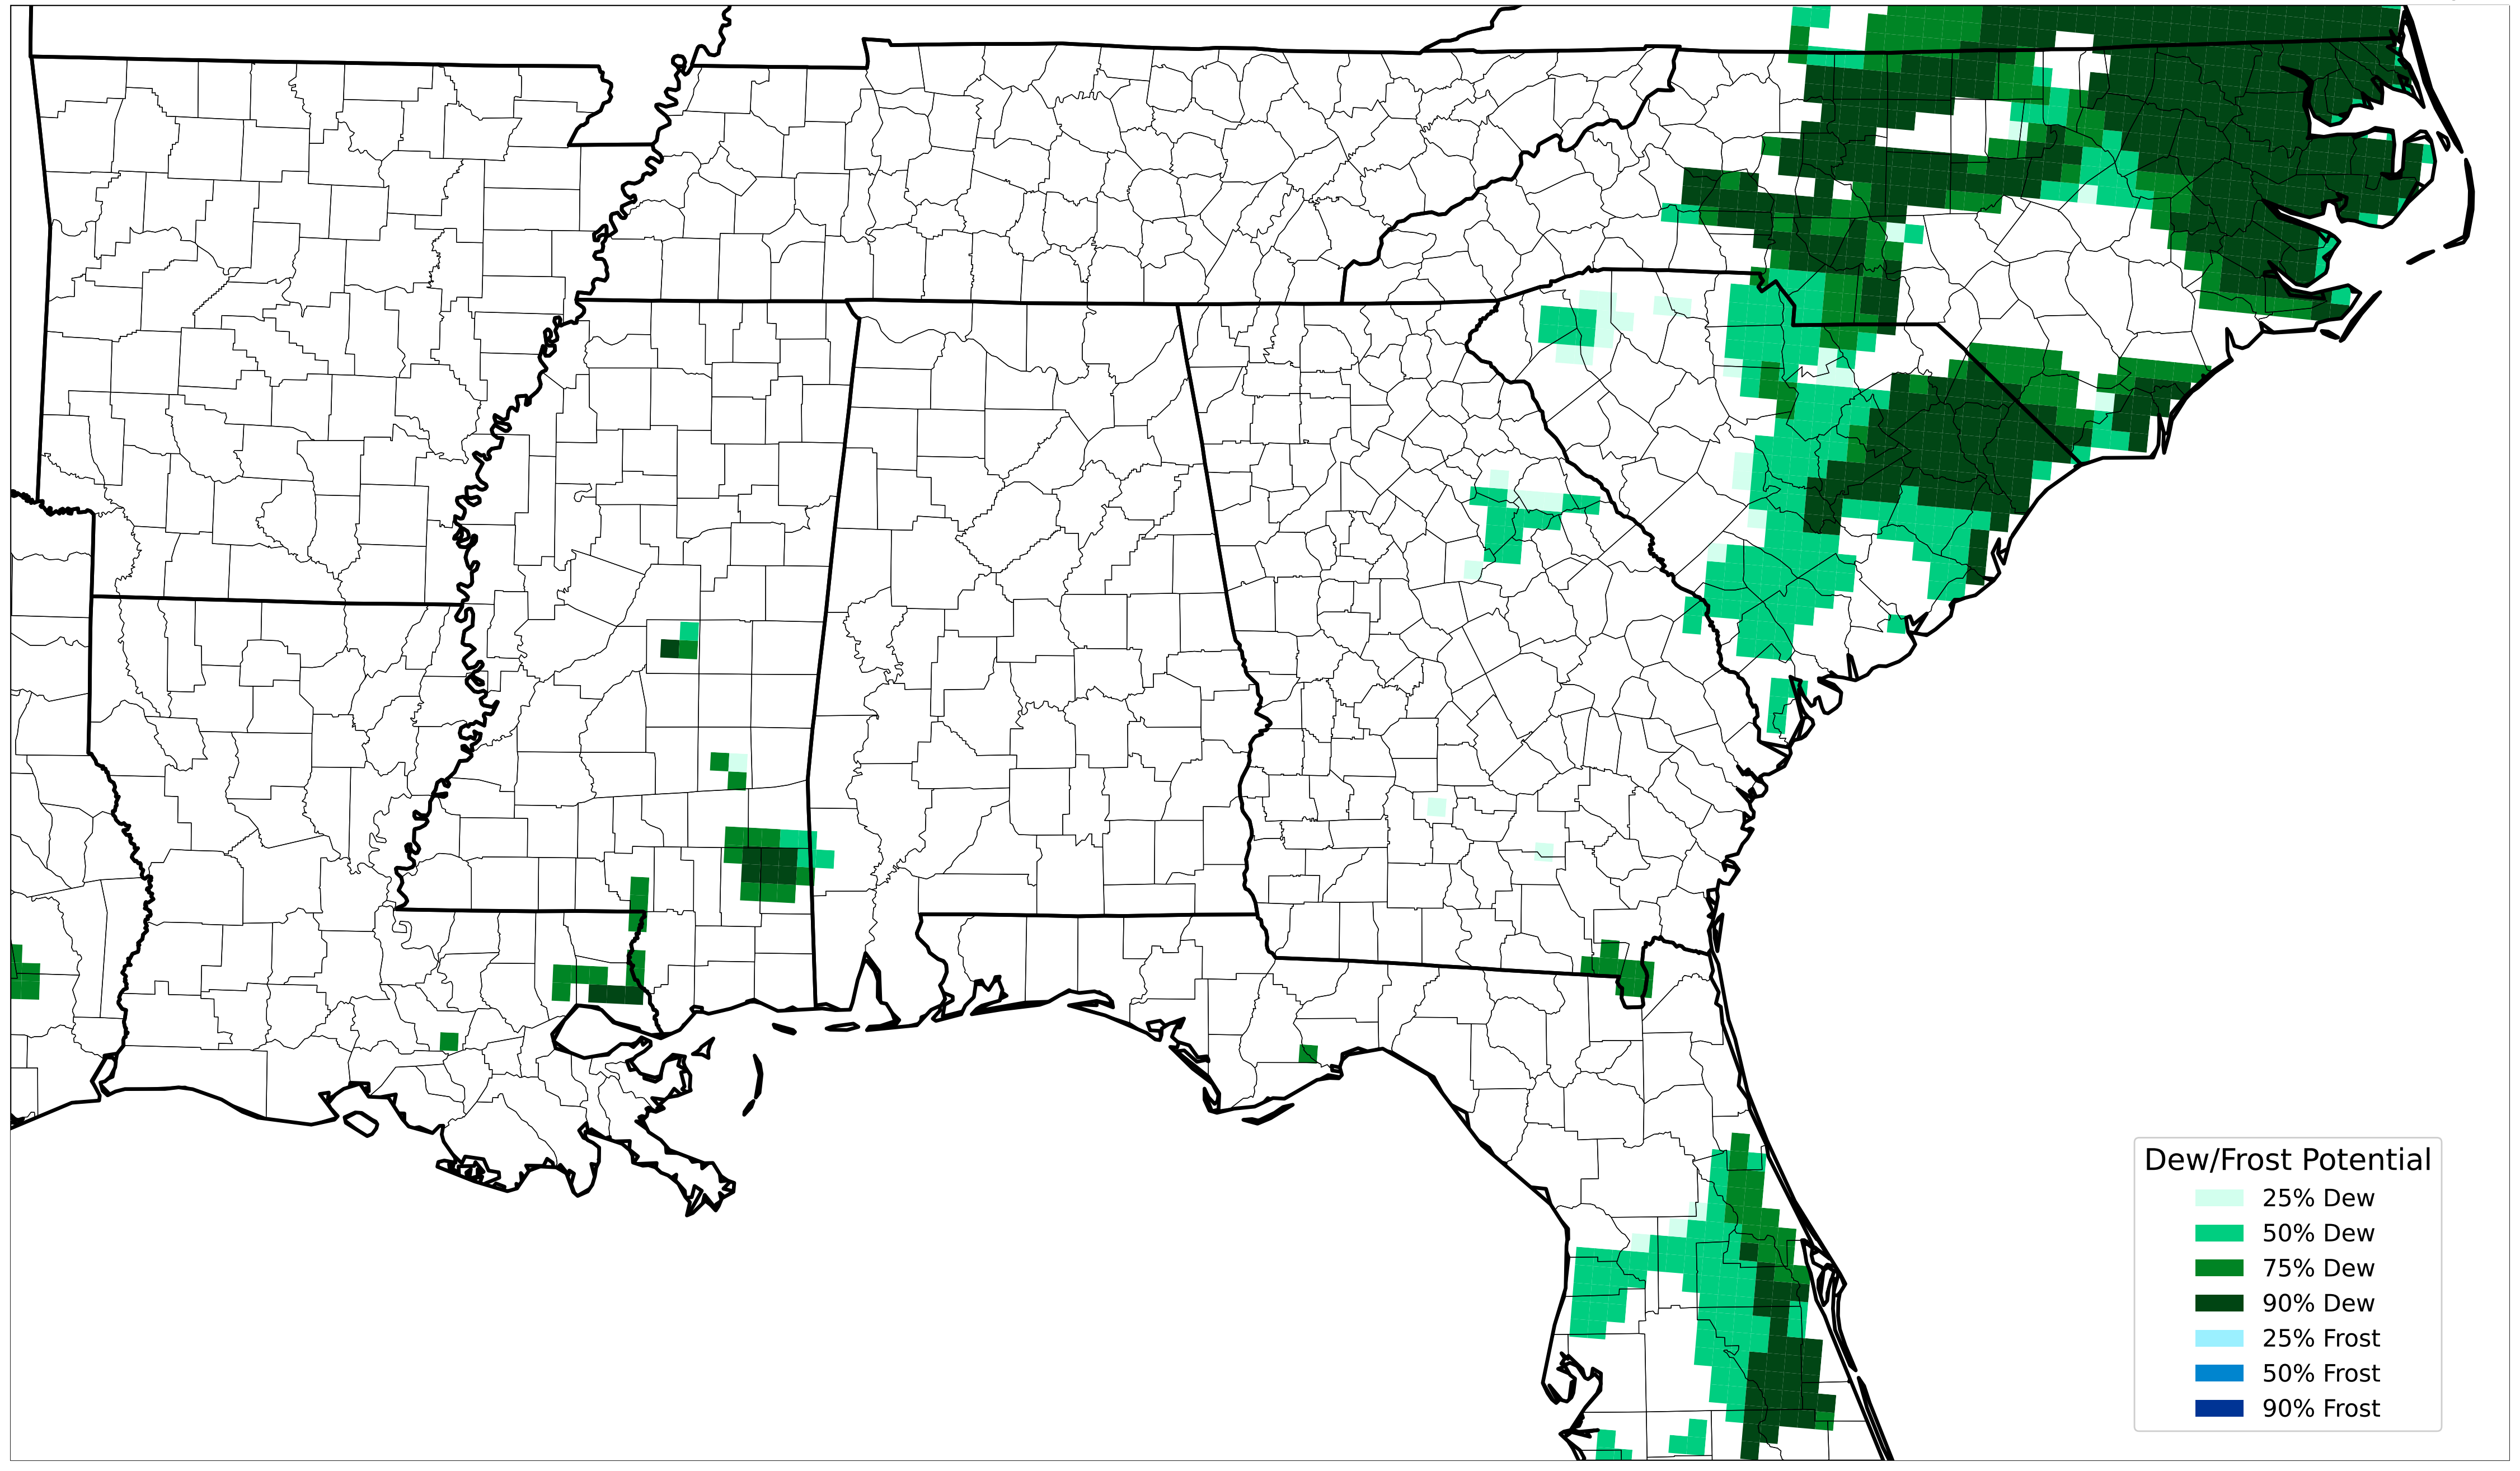 Dew/Frost Potential
25% Dew
50% Dew
75% Dew
90% Dew
25% Frost
50% Frost
90% Frost